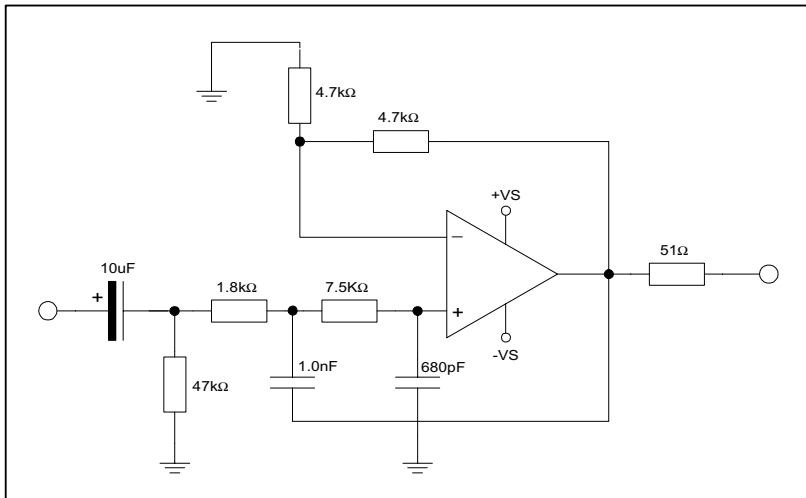 4.7kΩ
4.7kΩ
+VS
−
51Ω
10uF
+
1.8kΩ
7.5KΩ
+
-VS
47kΩ
1.0nF
680pF